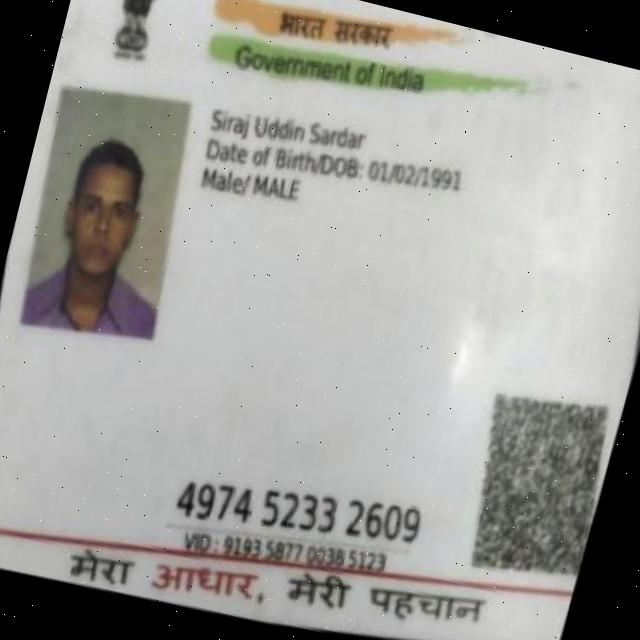 भारत सरकार
Government of India
Siraj Uddin Sardar
Date of Birth/DOB: 01/02/1991
Male/ MALE
4974 5233 2609
VID : 9193 5877 0038 5123
मेरा आधार, मेरी पहचान